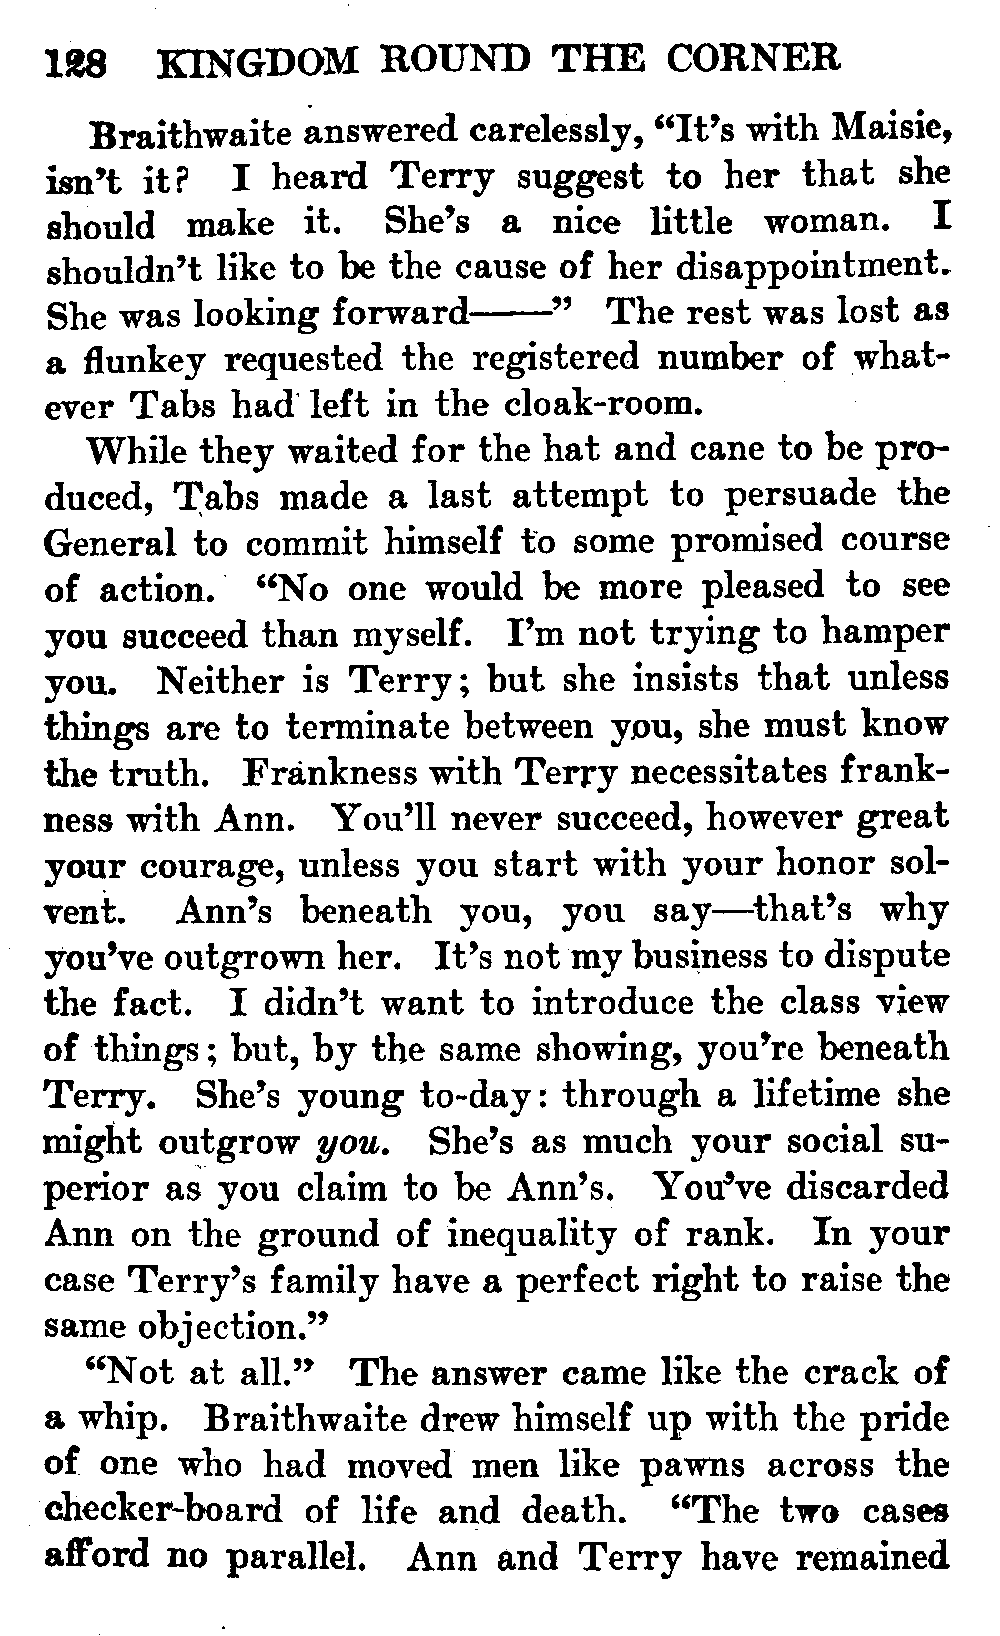 128 KINGDOM ROUND THE CORNER
Braithwaite answered carelessly, “It’s with Maisie,
isn’t it? I heard Terry suggest to her that she
should make it. She’s a nice little woman. I
shouldn’t like to be the cause of her disappointment.
She was looking forward——” The rest was lost as
a flunkey requested the registered number of what-
ever Tabs had left in the cloak-room.
While they waited for the hat and cane to be pro-
duced, Tabs made a last attempt to persuade the
General to commit himself to some promised course
of action. “No one would be more pleased to see
you succeed than myself. I’m not trying to hamper
you. Neither is Terry; but she insists that unless
things are to terminate between you, she must know
the truth. Frankness with Terry necessitates frank-
ness with Ann. You’ll never succeed, however great
your courage, unless you start with your honor sol-
vent. Ann’s beneath you, you say—that’s why
you’ve outgrown her. It’s not my business to dispute
the fact. I didn’t want to introduce the class view
of things; but, by the same showing, you’re beneath
Terry. She’s young to-day: through a lifetime she
might outgrow you. She’s as much your social su-
perior as you claim to be Ann’s. You’ve discarded
Ann on the ground of inequality of rank. In your
case Terry’s family have a perfect right to raise the
same objection.”
“Not at all.” The answer came like the crack of
a whip. Braithwaite drew himself up with the pride
of one who had moved men like pawns across the
checker-board of life and death. “The two cases
afford no parallel. Ann and Terry have remained